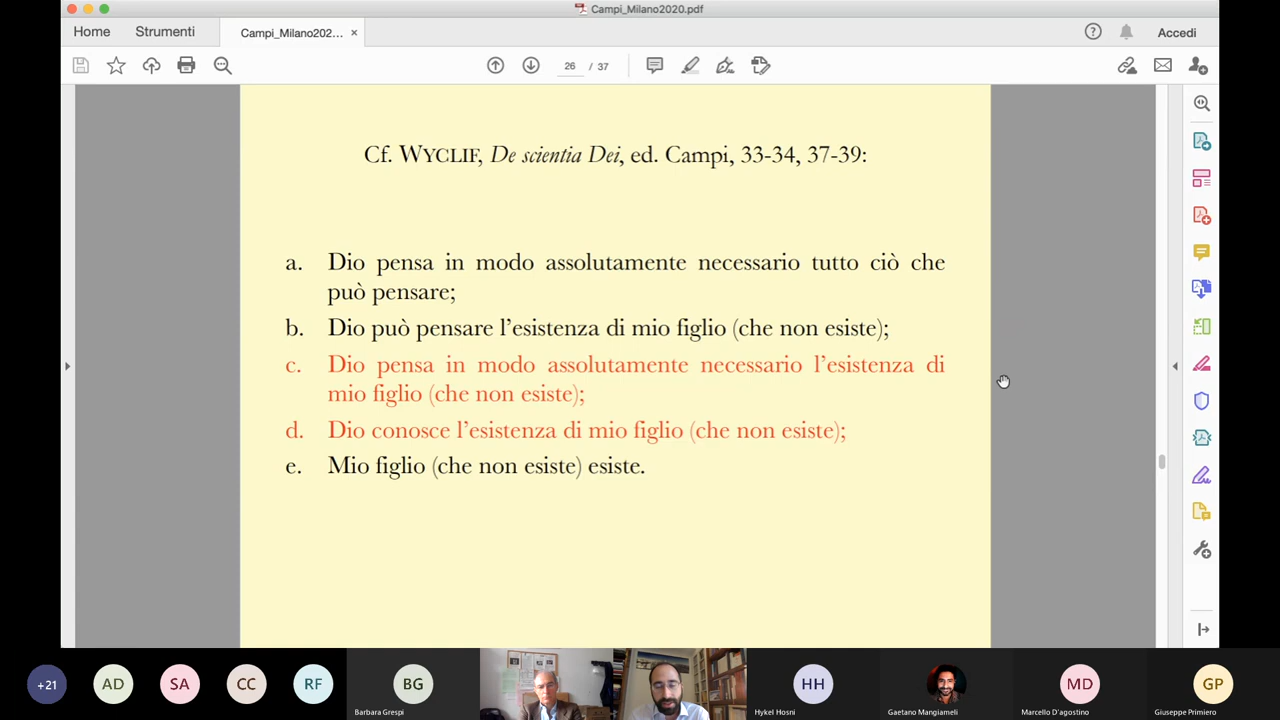 Campi_Milano2020.pdf
Home
Strumenti
Campi_Milano202...
×
?
Accedi
26 / 37
Cf. WYCLIF, De scientia Dei, ed. Campi, 33-34, 37-39:
a. Dio pensa in modo assolutamente necessario tutto ciò che
può pensare;
b. Dio può pensare l’esistenza di mio figlio (che non esiste);
c. Dio pensa in modo assolutamente necessario l’esistenza di
mio figlio (che non esiste);
d. Dio conosce l’esistenza di mio figlio (che non esiste);
e. Mio figlio (che non esiste) esiste.
+21
AD
SA
CC
RF
BG
HH
MD
GP
Barbara Grespi
Hykel Hosni
Gaetano Mangiameli
Marcello D'agostino
Giuseppe Primiero